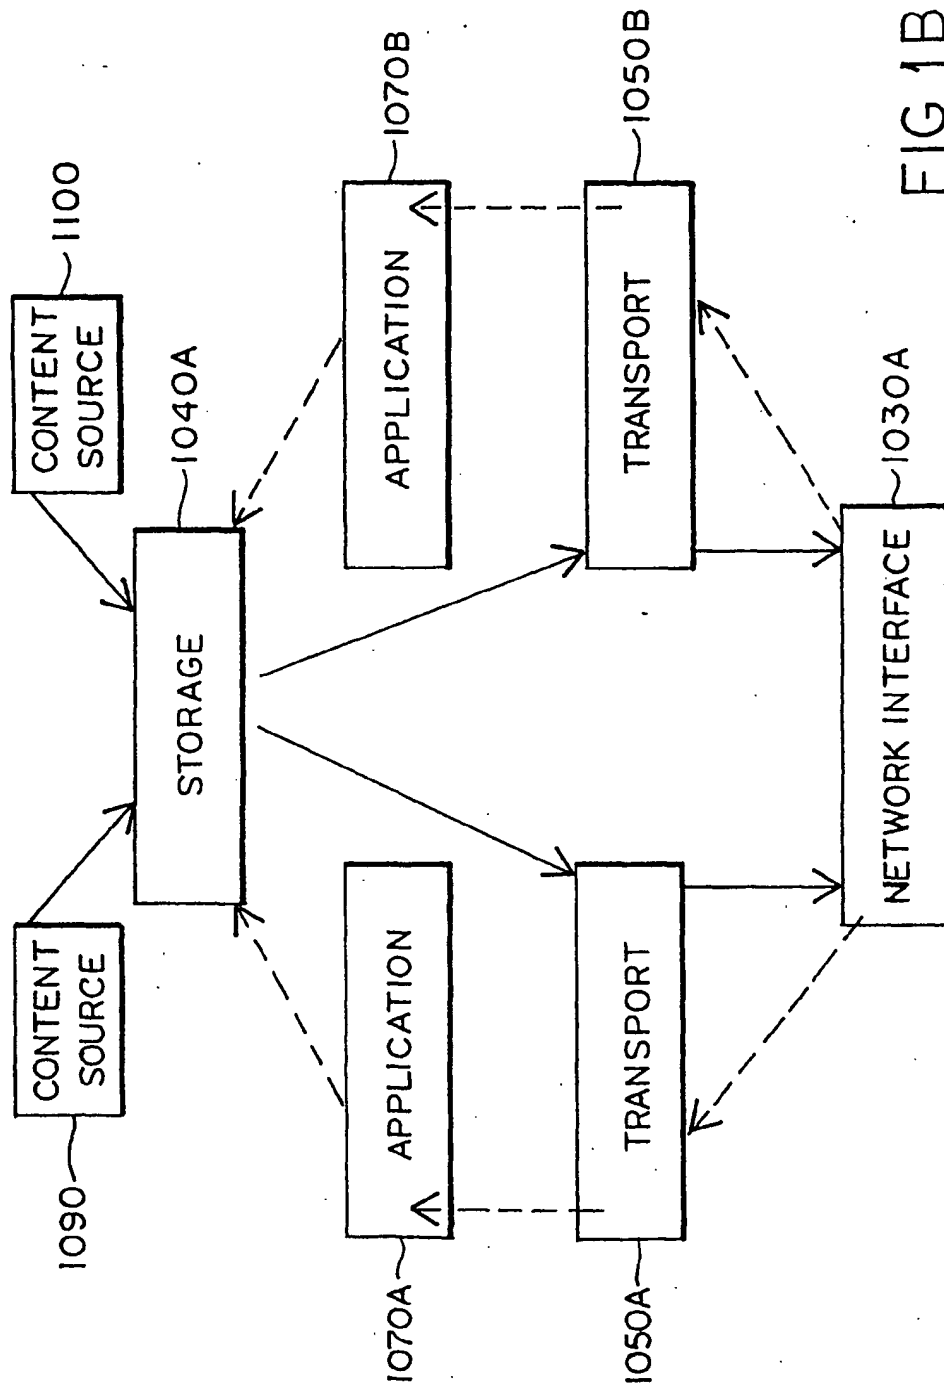 1090
CONTENT
SOURCE
CONTENT
SOURCE
1100
STORAGE
1040A
1070A
APPLICATION
APPLICATION
1070B
1050A
TRANSPORT
TRANSPORT
1050B
NETWORK INTERFACE
1030A
FIG 1B